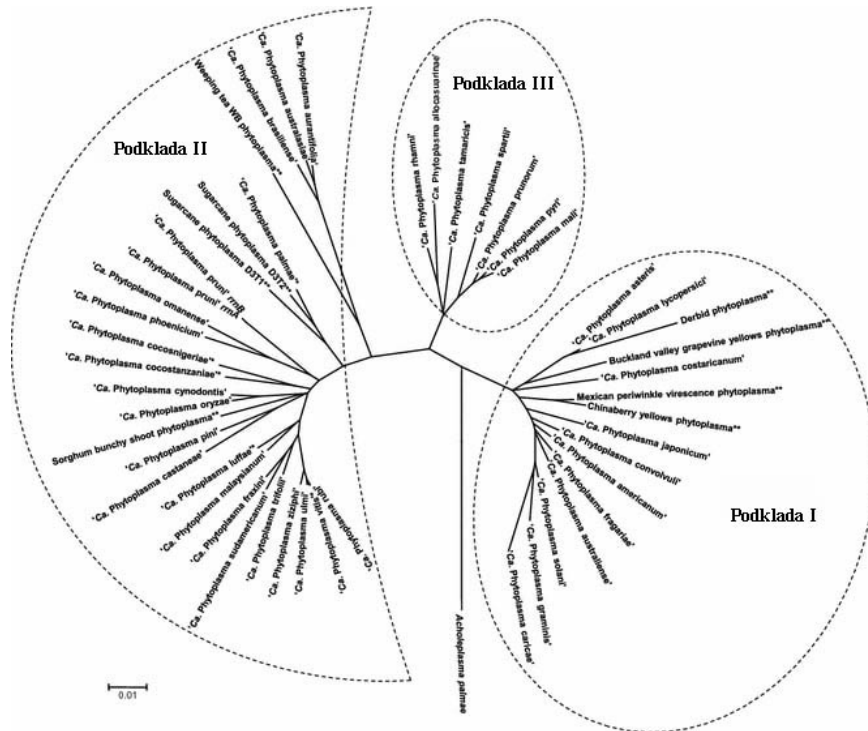 Podklada II
'Ca. Phytoplasma aurantifolia'
'Ca. Phytoplasma australasiae'
'Ca. Phytoplasma brasiliense'
Weeping tea WB phytoplasma**
'Ca. Phytoplasma palmae'*
Sugarcane phytoplasma D3T2**
Sugarcane phytoplasma D3T1**
'Ca. Phytoplasma pruni' rrnB
'Ca. Phytoplasma pruni' rrnA
'Ca. Phytoplasma omanense'
'Ca. Phytoplasma phoenicium'
'Ca. Phytoplasma cocosnigeriae'*
'Ca. Phytoplasma cocostanzaniae'*
'Ca. Phytoplasma cynodontis'
'Ca. Phytoplasma oryzae'
Sorghum bunchy shoot phytoplasma**
'Ca. Phytoplasma pini'
'Ca. Phytoplasma castaneae'
'Ca. Phytoplasma luffae'*
'Ca. Phytoplasma malaysianum'
'Ca. Phytoplasma fraxini'
'Ca. Phytoplasma sudamericanum'
'Ca. Phytoplasma trifolii'
'Ca. Phytoplasma ziziphi'
'Ca. Phytoplasma ulmi'
'Ca. Phytoplasma vitis'*
'Ca. Phytoplasma rubi'
Podklada III
'Ca. Phytoplasma rhamni'
Ca. Phytoplasma allocasuarinae'
'Ca. Phytoplasma tamaricis'
'Ca. Phytoplasma spartii'
'Ca. Phytoplasma prunorum'
'Ca. Phytoplasma pyri'
'Ca. Phytoplasma mali'
Podklada I
'Ca. Phytoplasma asteris'
'Ca. Phytoplasma lycopersici'
Derbid phytoplasma**
Buckland valley grapevine yellows phytoplasma**
'Ca. Phytoplasma costaricanum'
Mexican periwinkle virescence phytoplasma**
Chinaberry yellows phytoplasma**
'Ca. Phytoplasma japonicum'
'Ca. Phytoplasma convolvuli'
'Ca. Phytoplasma americanum'
'Ca. Phytoplasma fragariae'
'Ca. Phytoplasma australiense'
'Ca. Phytoplasma solani'
'Ca. Phytoplasma graminis'
'Ca. Phytoplasma caricae'
Acholeplasma palmae
0.01